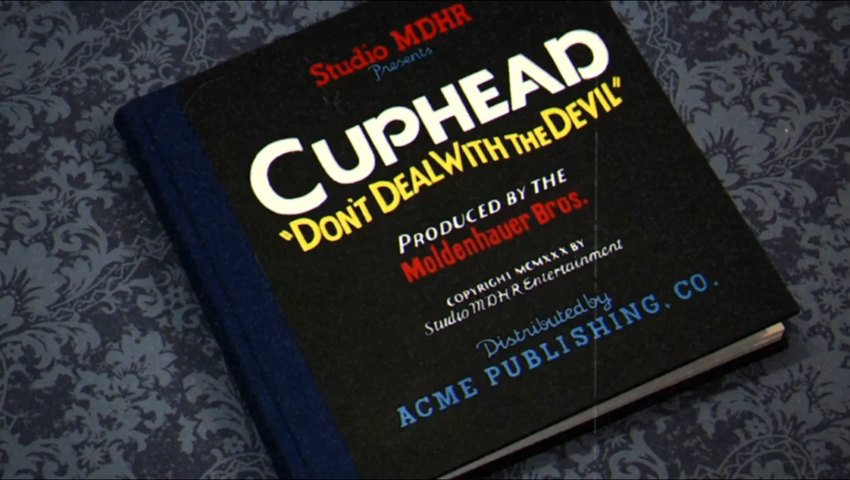 Studio MDHR
Presents
CUPHEAD
"DON'T DEAL WITH THE DEVIL"
PRODUCED BY THE
Moldenhauer Bros.
COPYRIGHT MCMXXX BY
Studio MDHR Entertainment
Distributed by
ACME PUBLISHING. CO.